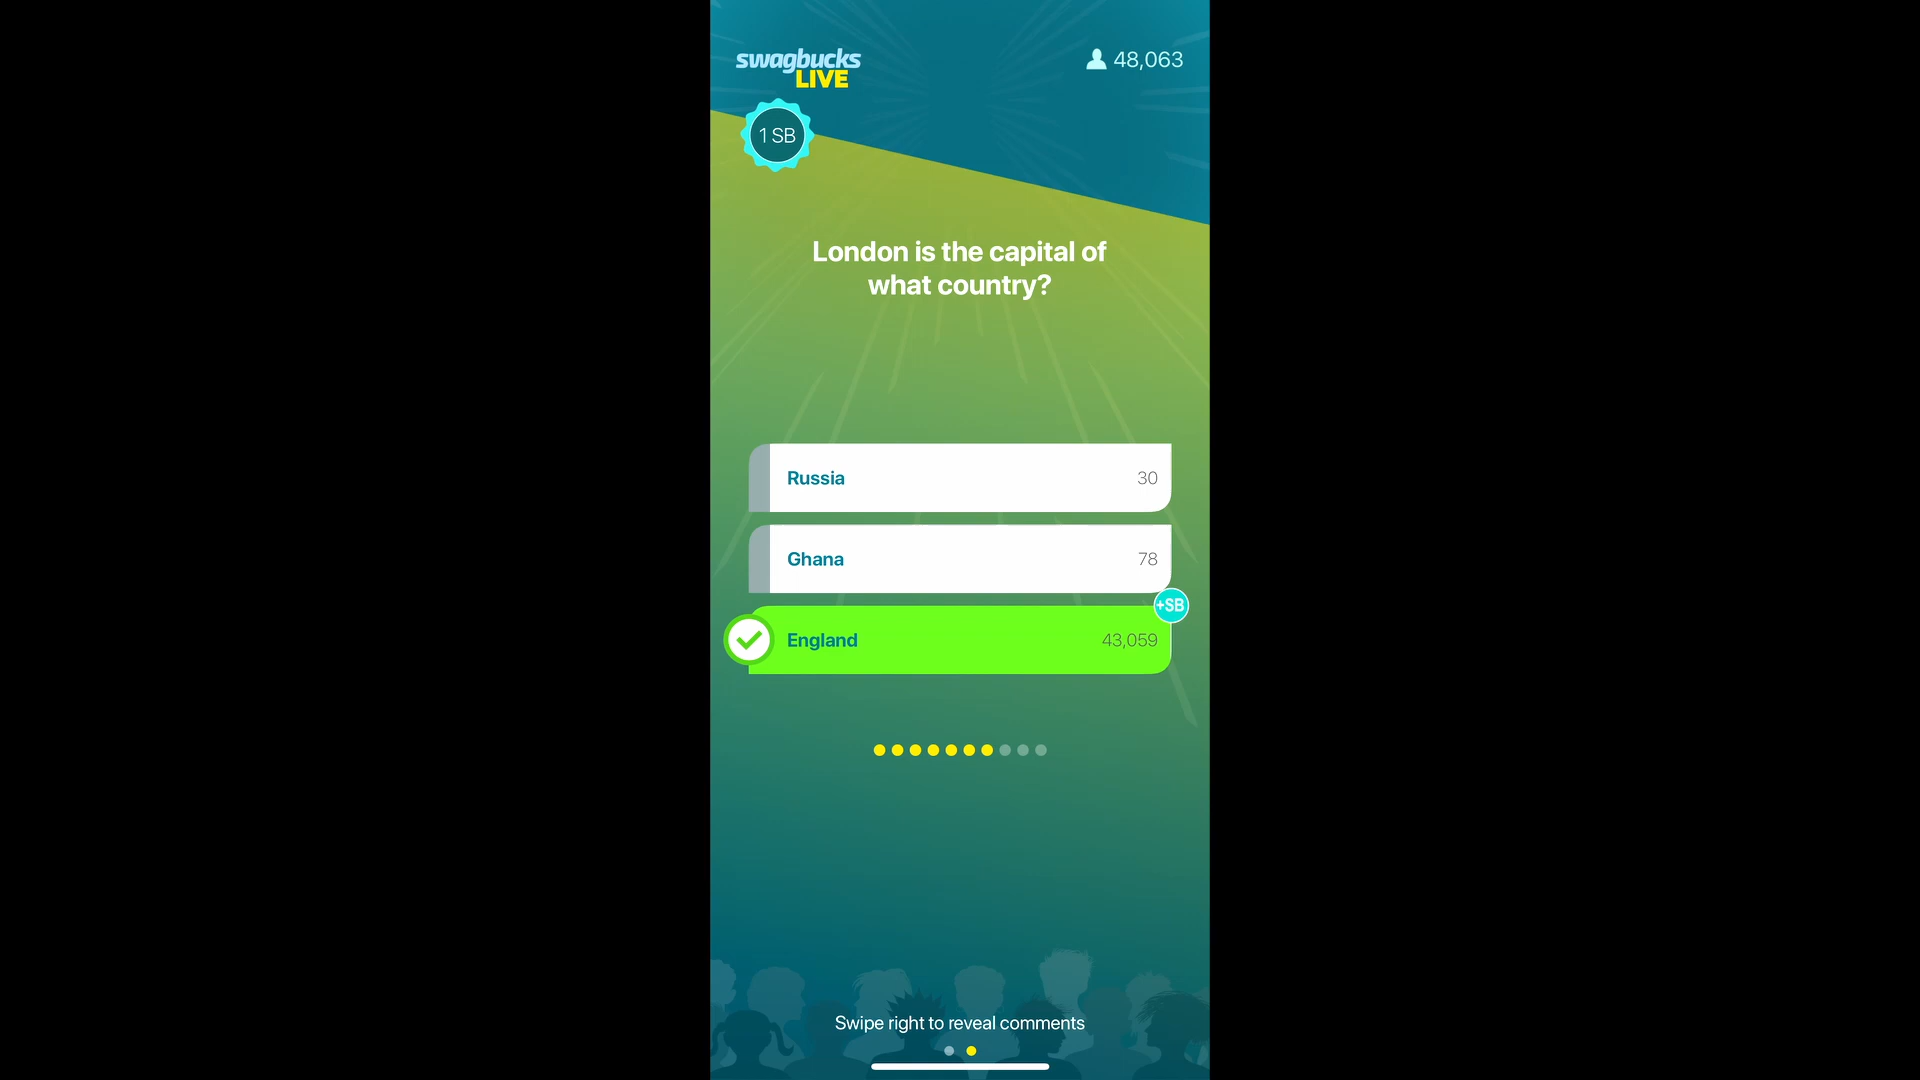 swagbucks
LIVE
48,063
1 SB
London is the capital of
what country?
Russia 30
Ghana 78
+SB
England 43,059
Swipe right to reveal comments